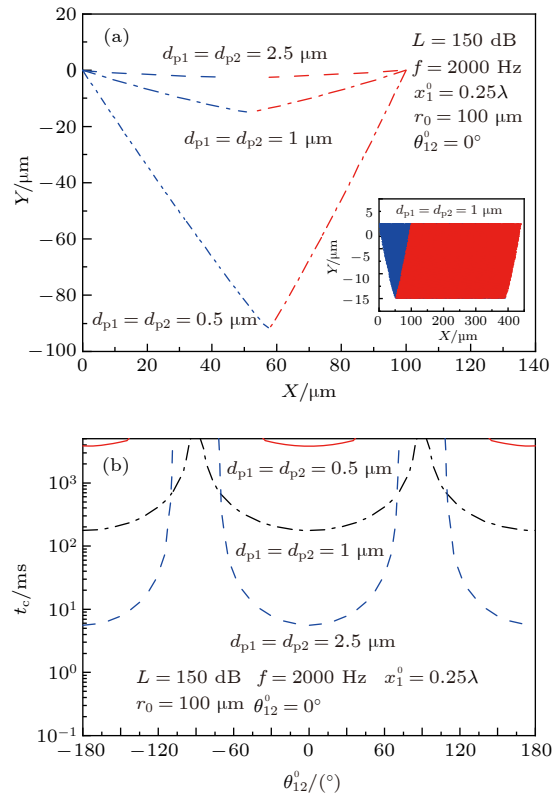 (a)
d_p1 = d_p2 = 2.5 μm
L = 150 dB
f = 2000 Hz
x_1^0 = 0.25λ
r_0 = 100 μm
θ_12^0 = 0°
d_p1 = d_p2 = 1 μm
d_p1 = d_p2 = 0.5 μm
Y/μm
20
0
−20
−40
−60
−80
−100
0 20 40 60 80 100 120 140
X/μm
d_p1 = d_p2 = 1 μm
Y/μm
5
0
−5
−10
−15
0 100 200 300 400
X/μm
(b)
d_p1 = d_p2 = 0.5 μm
d_p1 = d_p2 = 1 μm
d_p1 = d_p2 = 2.5 μm
L = 150 dB f = 2000 Hz x_1^0 = 0.25λ
r_0 = 100 μm θ_12^0 = 0°
t_c/ms
10^3
10^2
10^1
10^0
10^−1
−180 −120 −60 0 60 120 180
θ_12^0/(°)